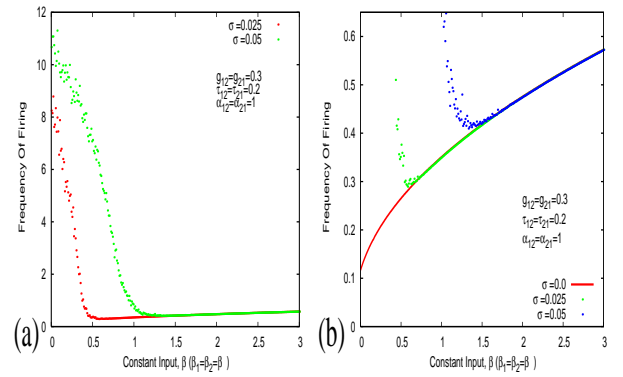 12
10
8
6
4
2
0
Frequency Of Firing
σ =0.025
σ =0.05
g12=g21=0.3
τ12=τ21=0.2
α12=α21=1
(a)
0 0.5 1 1.5 2 2.5 3
Constant Input, β (β1=β2=β )
0.6
0.5
0.4
0.3
0.2
0.1
0
Frequency Of Firing
g12=g21=0.3
τ12=τ21=0.2
α12=α21=1
σ =0.0
σ =0.025
σ =0.05
(b)
0 0.5 1 1.5 2 2.5 3
Constant Input, β (β1=β2=β )